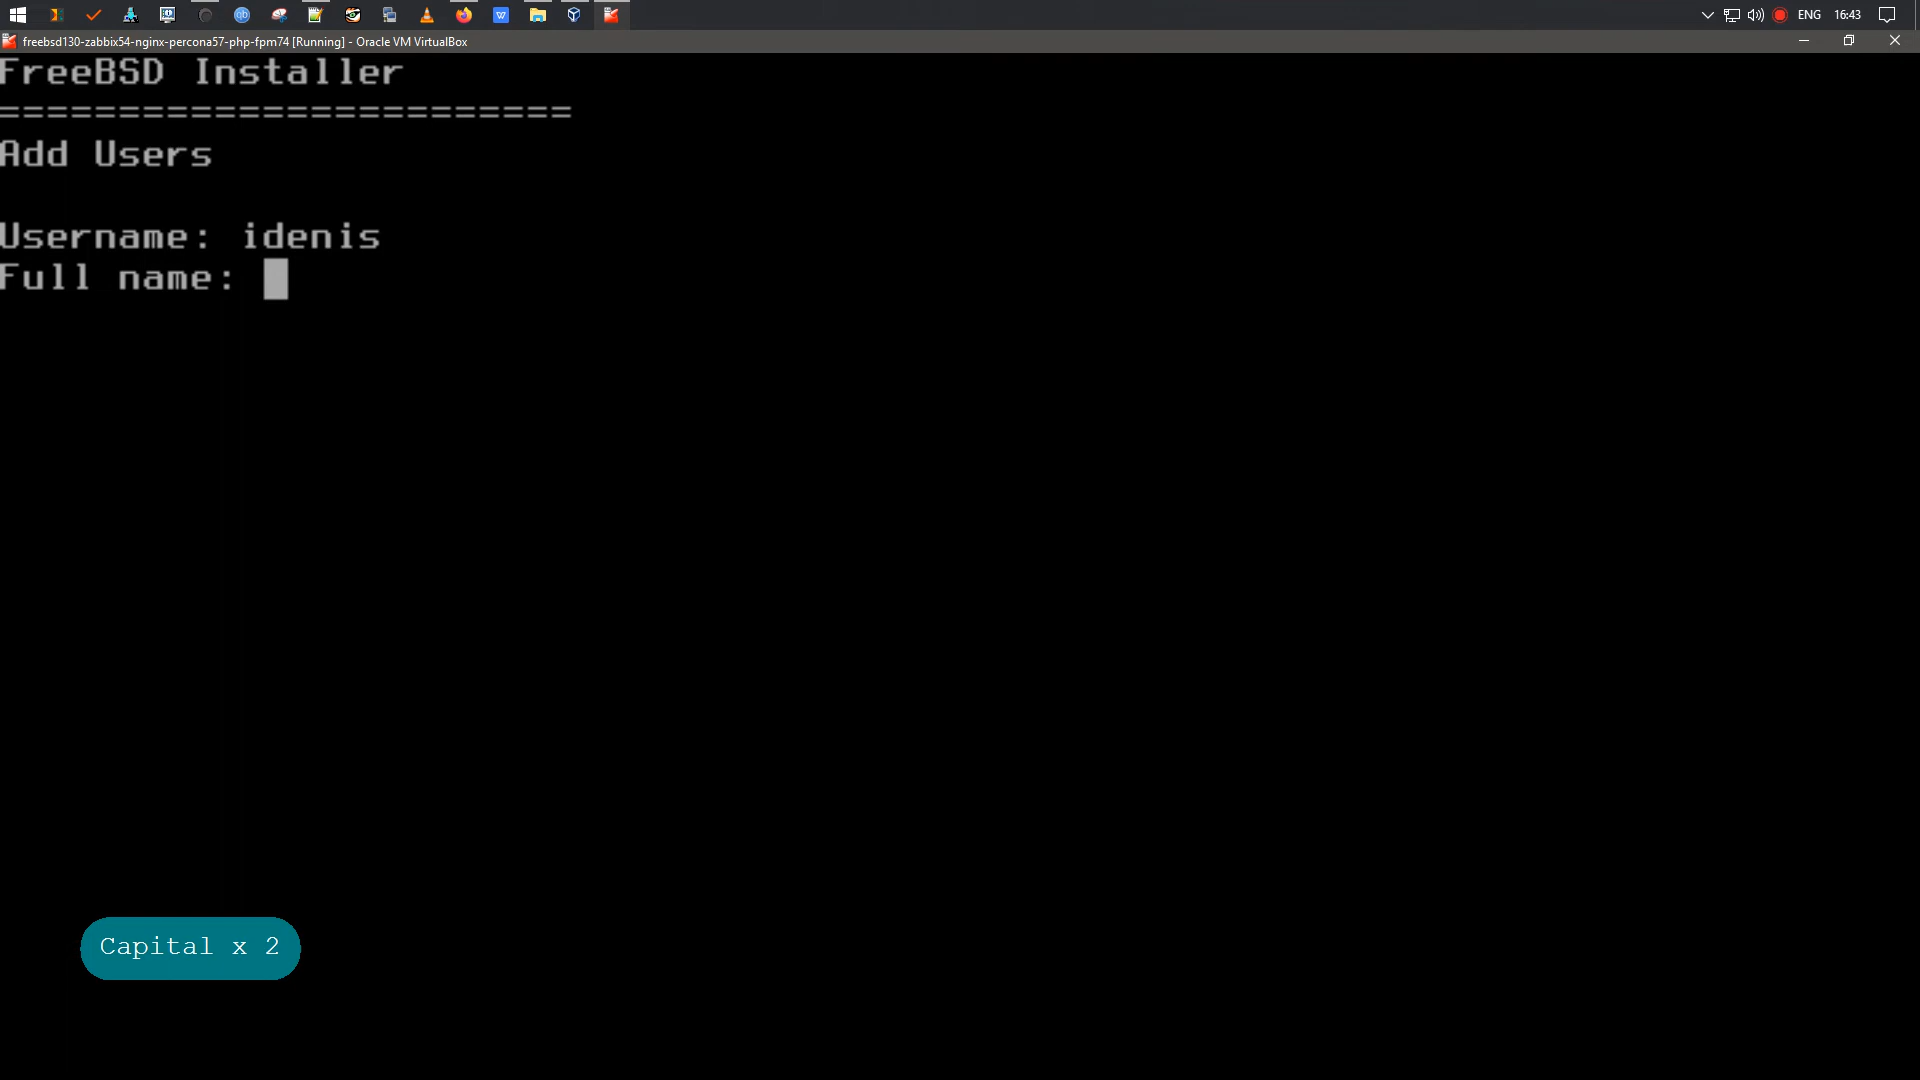 ENG 16:43
freebsd130-zabbix54-nginx-percona57-php-fpm74 [Running] - Oracle VM VirtualBox
FreeBSD Installer
========================
Add Users
Username: idenis
Full name:
Capital x 2